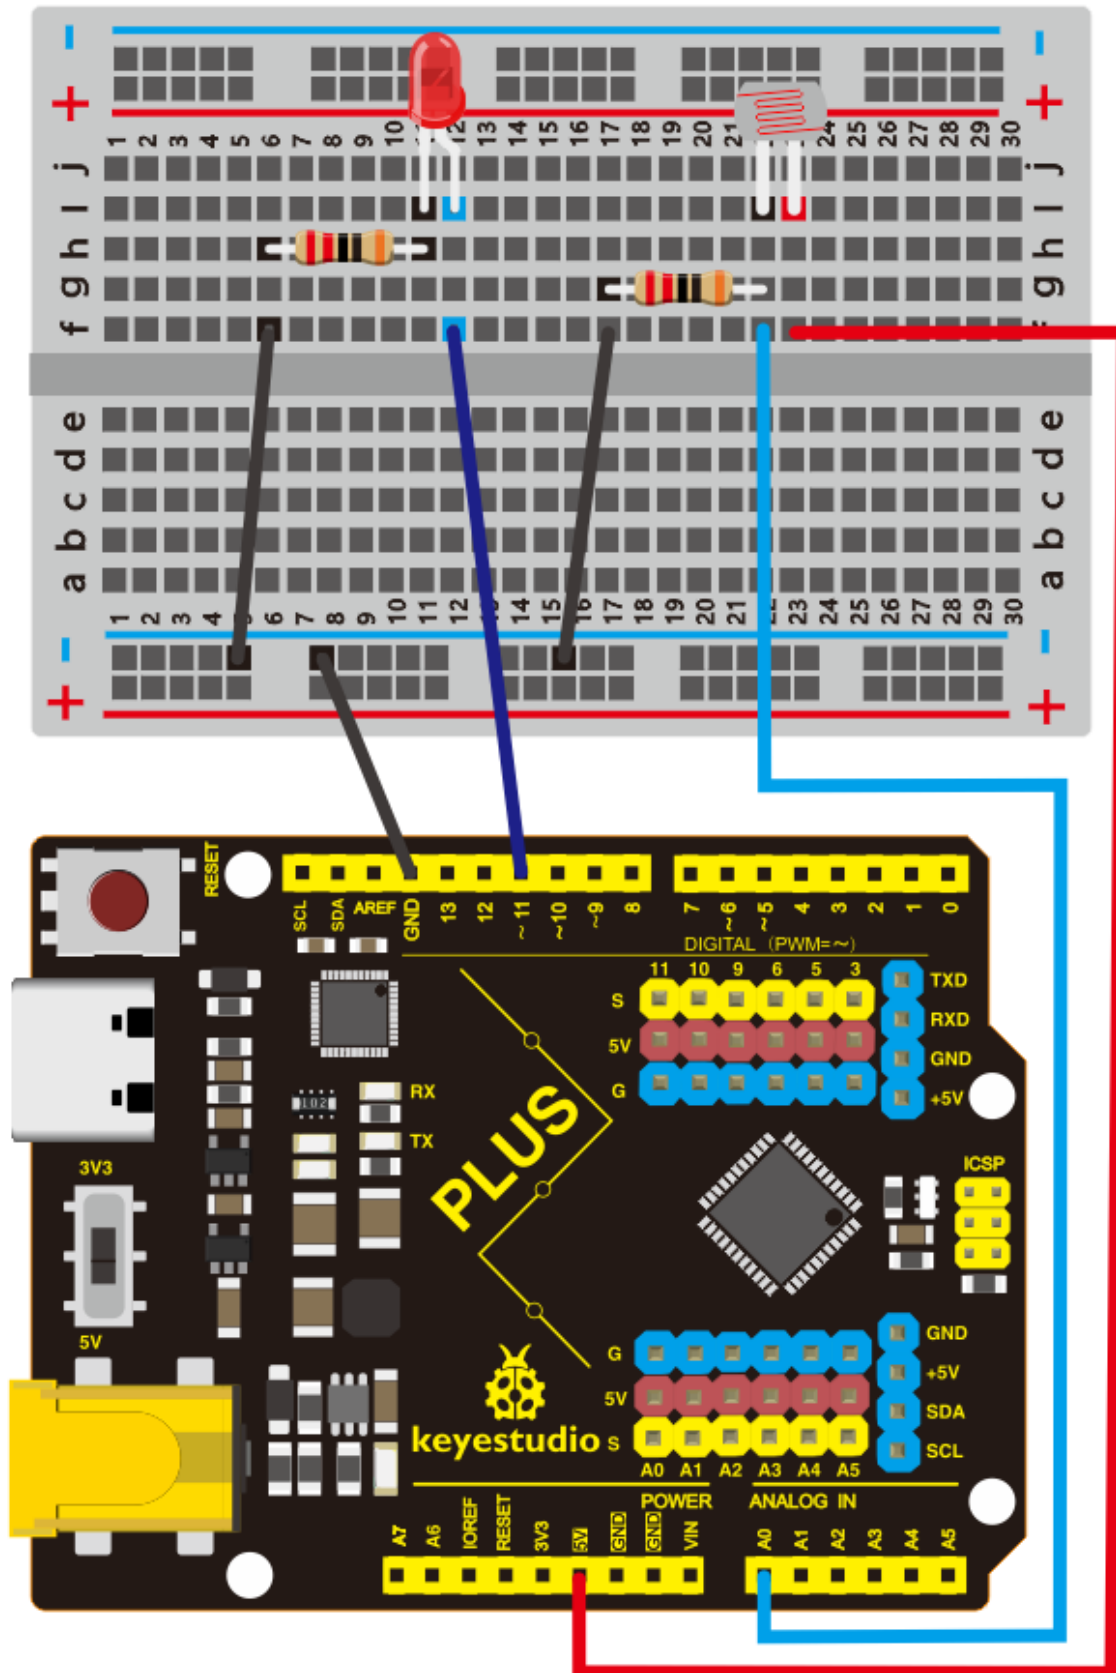 - -
+ +
1 2 3 4 5 6 7 8 9 10 12 13 14 15 16 17 18 19 20 24 25 26 27 28 29 30
j j
I I
h h
g g
f
e e
d d
c c
b b
a a
1 2 3 4 6 7 8 9 10 11 12 14 15 16 17 18 19 20 21 23 24 25 26 27 28 29 30
- -
+ +
RESET
SCL SDA AREF GND 13 12 ~11 ~10 ~9 8 7 ~6 ~5 4 3 2 1 0
DIGITAL (PWM=~)
11 10 9 6 5 3
S
5V
G
TXD
RXD
GND
+5V
RX
TX
102
PLUS
3V3
5V
ICSP
G
5V
S
GND
+5V
SDA
SCL
keyestudio
A0 A1 A2 A3 A4 A5
POWER ANALOG IN
A7 A6 IOREF RESET 3V3 5V GND GND VIN A0 A1 A2 A3 A4 A5